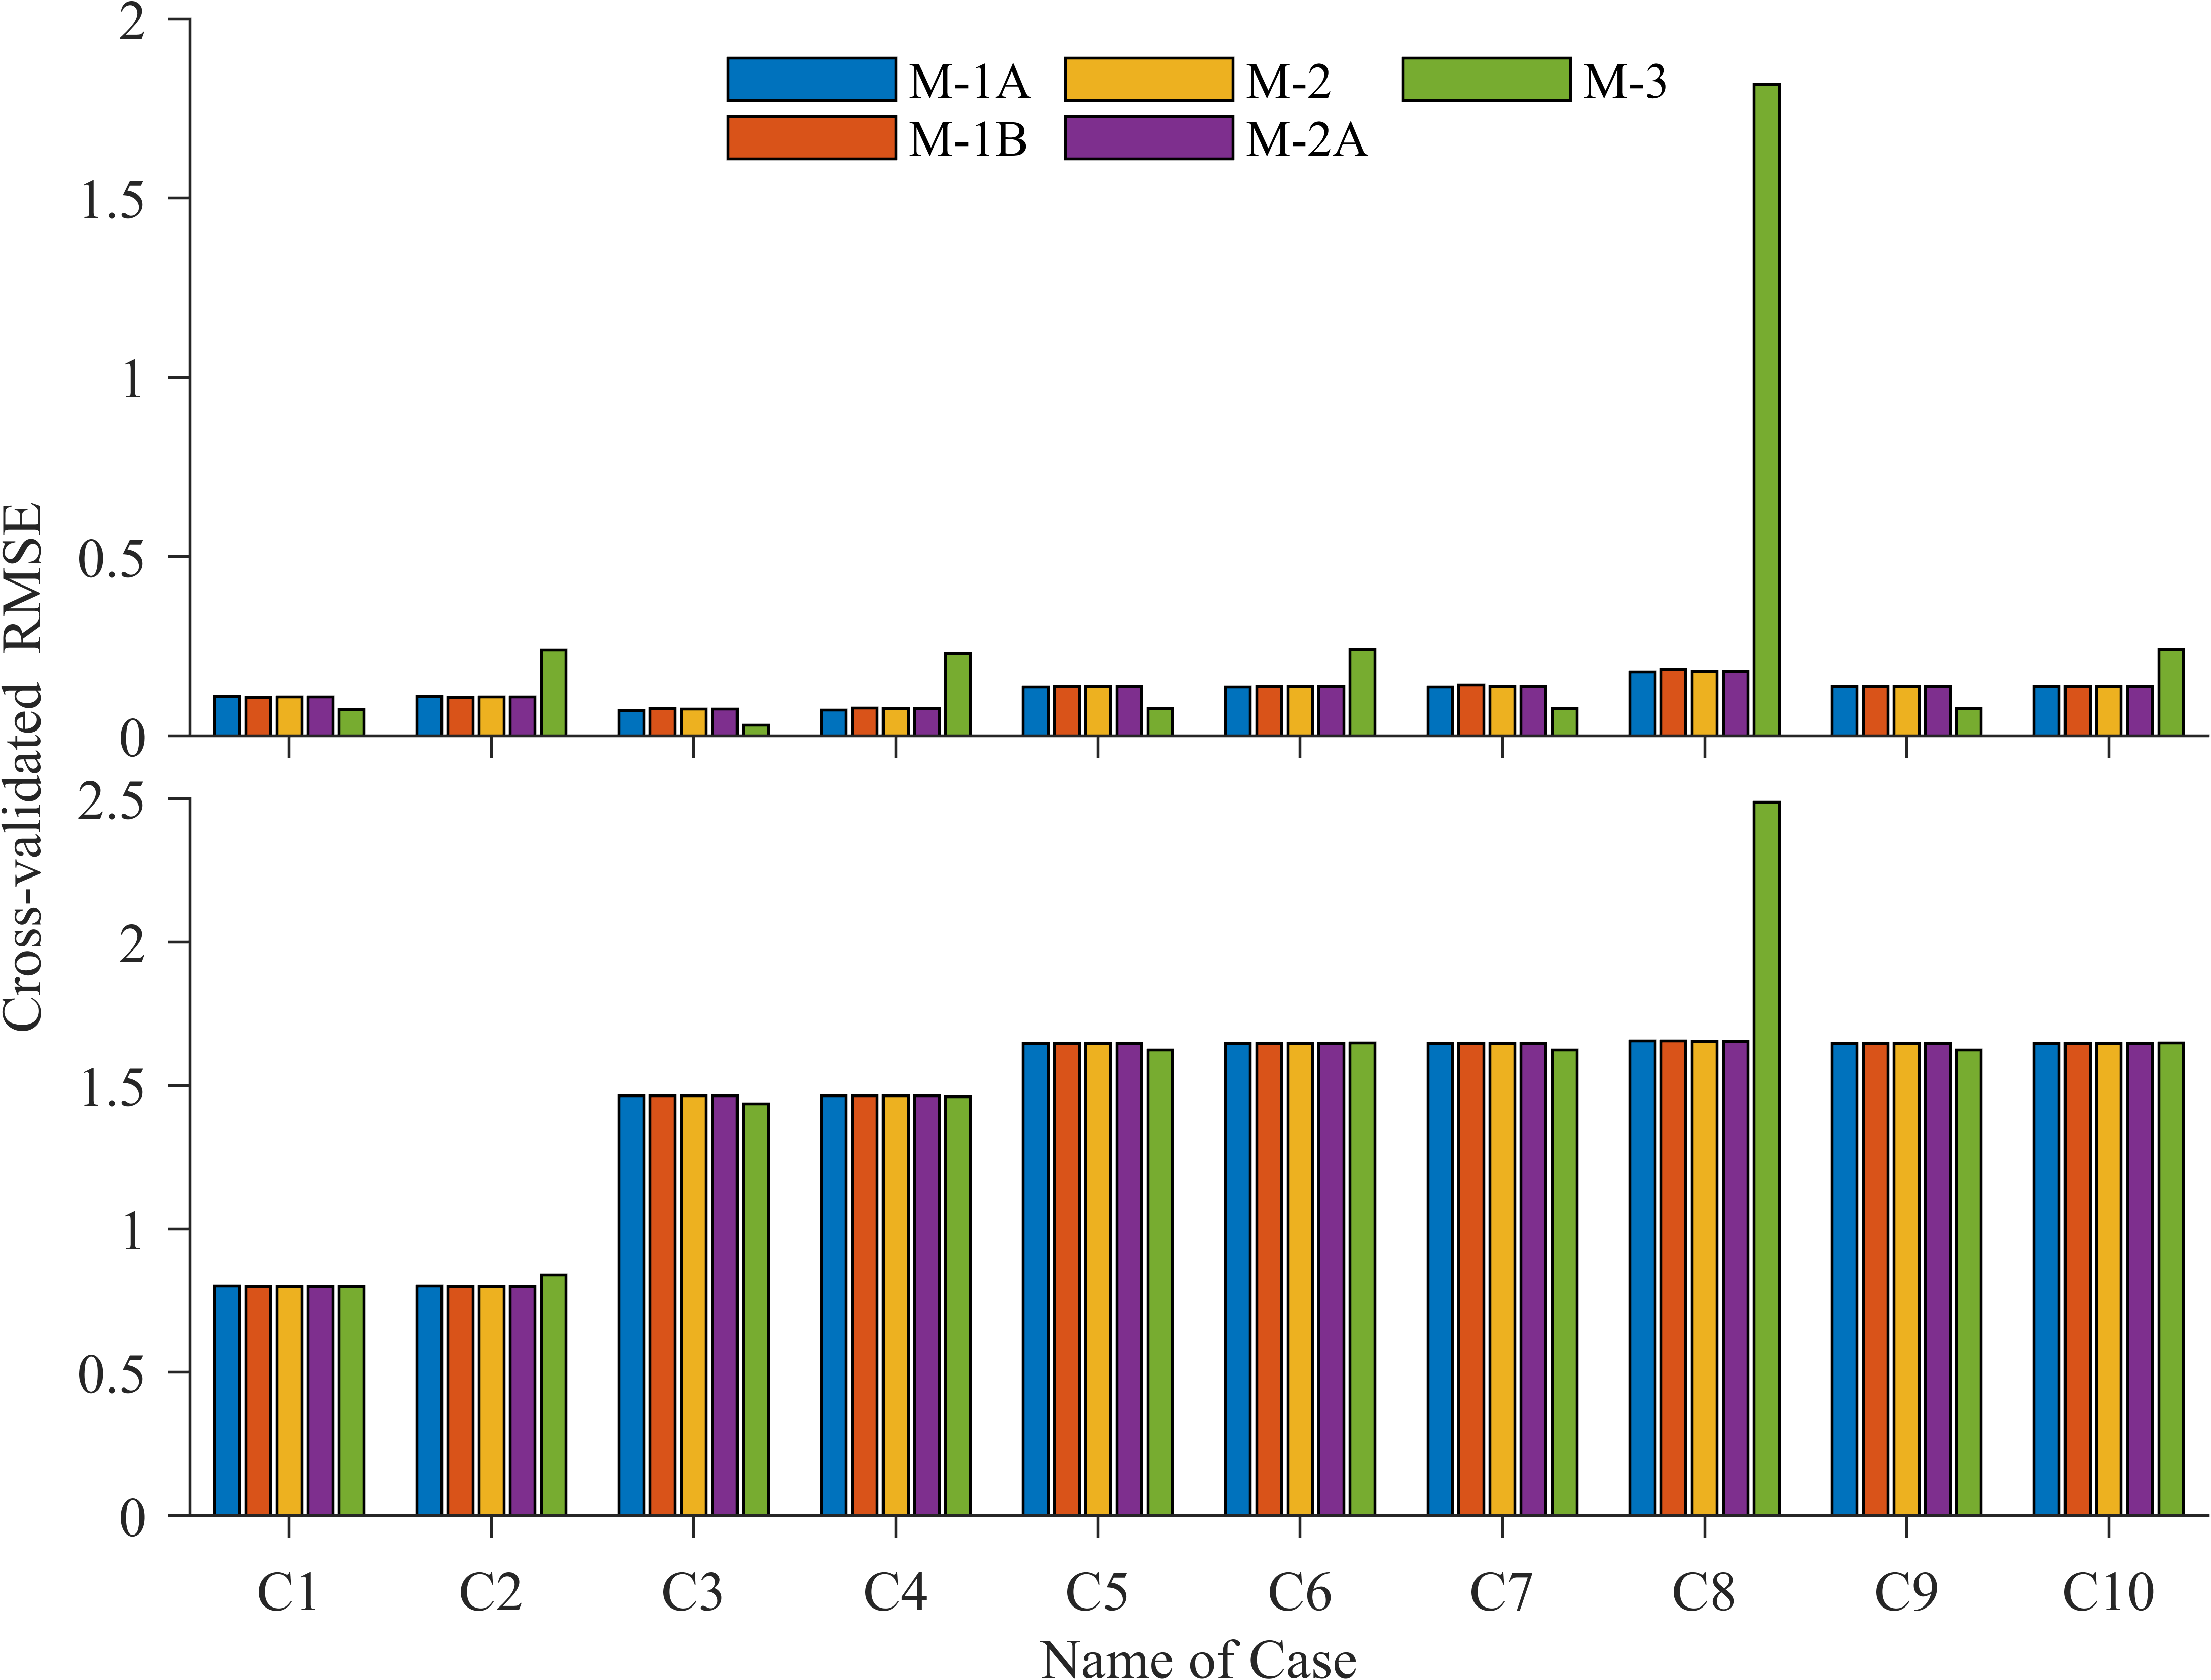 2
M-1A M-2 M-3
M-1B M-2A
1.5
1
0.5
0
Cross-validated RMSE
2.5
2
1.5
1
0.5
0
C1 C2 C3 C4 C5 C6 C7 C8 C9 C10
Name of Case